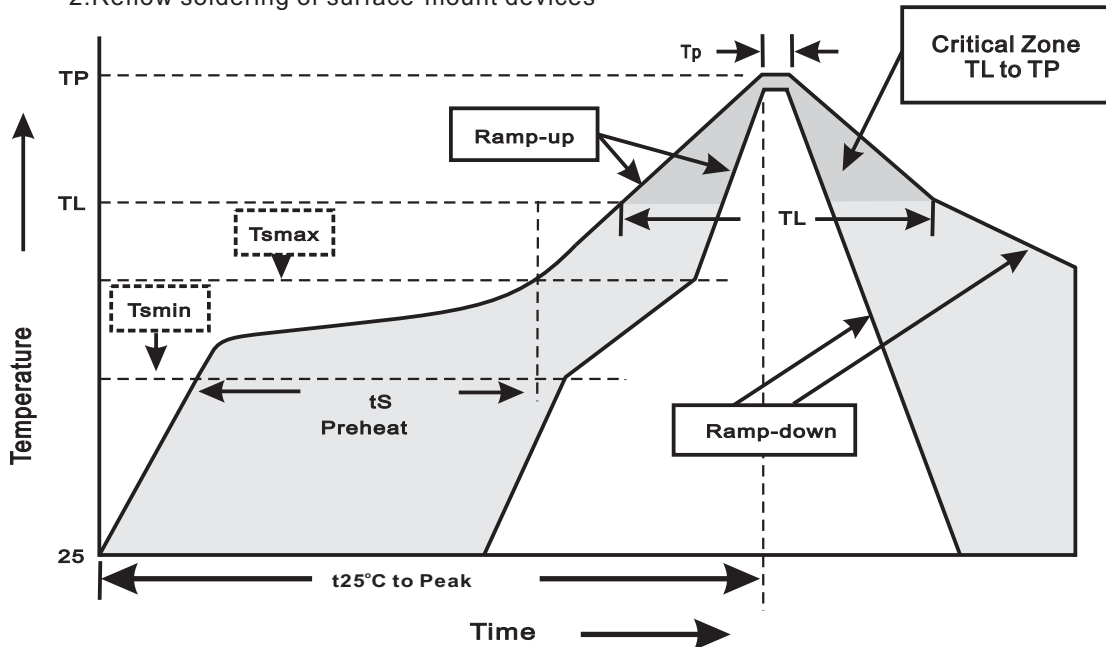 2.Reflow soldering of surface-mount devices
Tp
Critical Zone
TL to TP
TP
Ramp-up
TL
TL
Tsmax
Tsmin
tS
Preheat
Ramp-down
Temperature
25
t25°C to Peak
Time